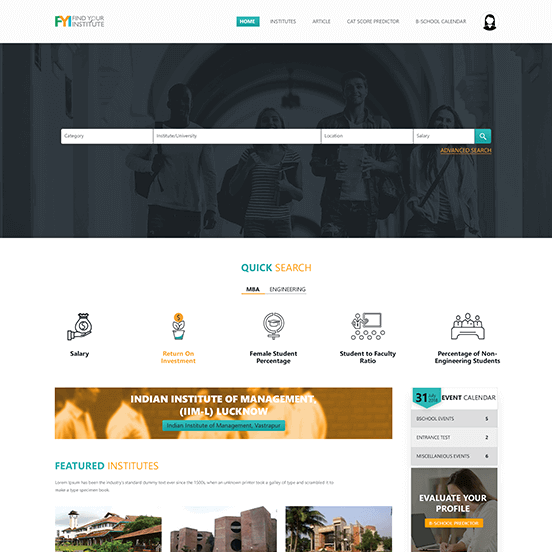 FYI FIND YOUR
INSTITUTE
HOME INSTITUTES ARTICLE CAT SCORE PREDICTOR B-SCHOOL CALENDAR
Category Institute/University Location Salary
ADVANCED SEARCH
QUICK SEARCH
MBA ENGINEERING
Salary
Return On
Investment
Female Student
Percentage
Student to Faculty
Ratio
Percentage of Non-
Engineering Students
INDIAN INSTITUTE OF MANAGEMENT
(IIM-L) LUCKNOW
Indian Institute of Management, Vastrapur
31 EVENT CALENDAR
BSCHOOL EVENTS 5
ENTRANCE TEST 2
MISCELLANEOUS EVENTS 6
FEATURED INSTITUTES
Lorem Ipsum has been the industry's standard dummy text ever since the 1500s, when an unknown printer took a galley of type and scrambled it to
make a type specimen book.
EVALUATE YOUR
PROFILE
B-SCHOOL PREDICTOR